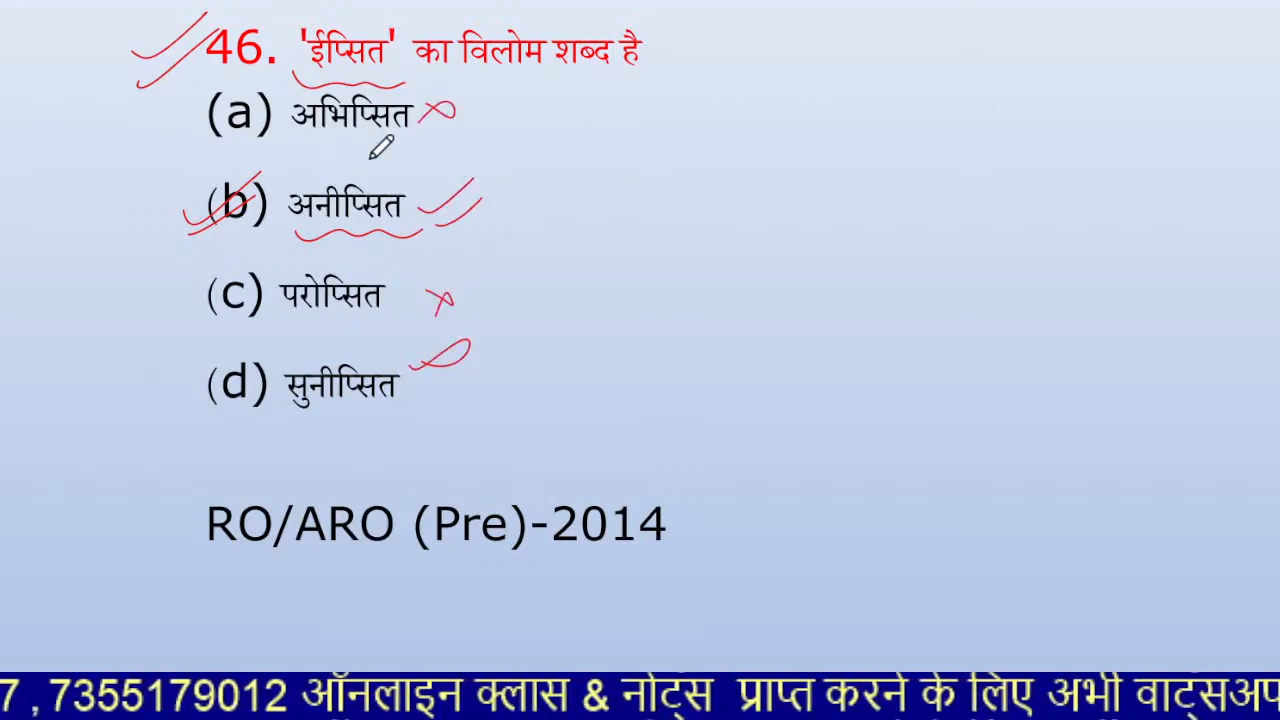 46. 'ईप्सित' का विलोम शब्द है
(a) अभिप्सित
(b) अनीप्सित
(c) परोप्सित
(d) सुनीप्सित
RO/ARO (Pre)-2014
7 , 7355179012 ऑनलाइन क्लास & नोट्स प्राप्त करने के लिए अभी वाट्सअप